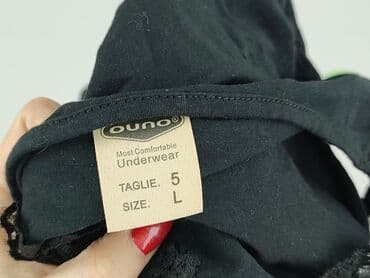 OUNO®
Most Comfortable
Underwear
TAGLIE. 5
SIZE. L